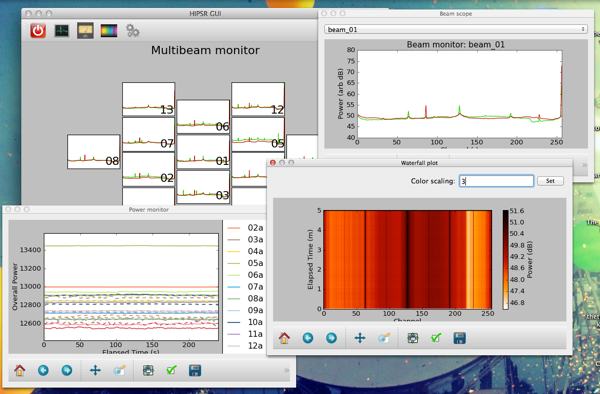 HIPSR GUI
Multibeam monitor
13
12
06
07
05
08
01
02
03
Beam scope
beam_01
Beam monitor: beam_01
Power (arb dB)
80
75
70
65
60
55
50
45
40
0
50
100
150
200
250
Waterfall plot
Color scaling:
3
Set
Elapsed Time (m)
5
4
3
2
1
0
0
50
100
150
200
250
Channel
51.6
51.0
50.4
49.8
49.2
48.6
48.0
47.4
46.8
Power (dB)
Power monitor
Overall Power
13400
13200
13000
12800
12600
0
50
100
150
200
Elapsed Time (s)
02a
03a
04a
05a
06a
07a
08a
09a
10a
11a
12a